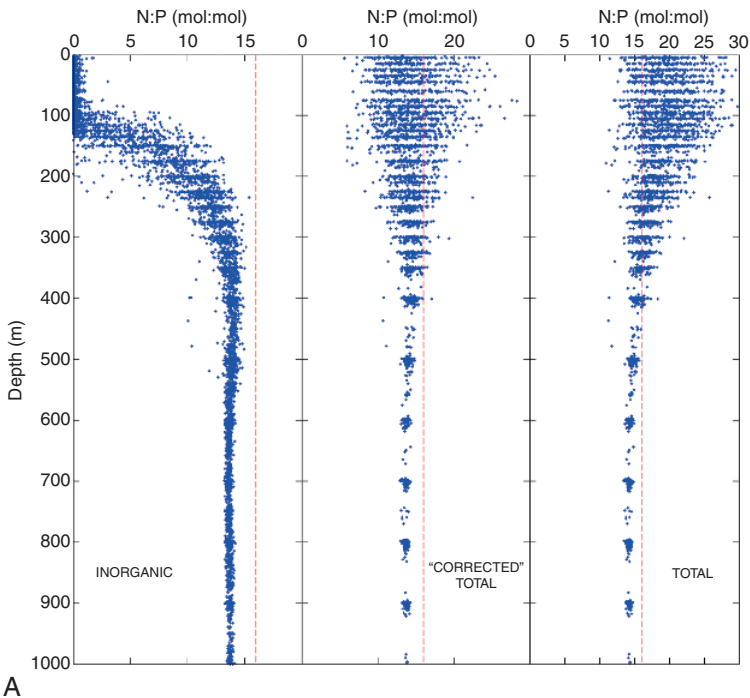 N:P (mol:mol) N:P (mol:mol) N:P (mol:mol)
0 5 10 15 0 10 20 0 5 10 15 20 25 30
0
100
200
300
400
500
600
700
800
900
1000
Depth (m)
INORGANIC
"CORRECTED"
TOTAL
TOTAL
A